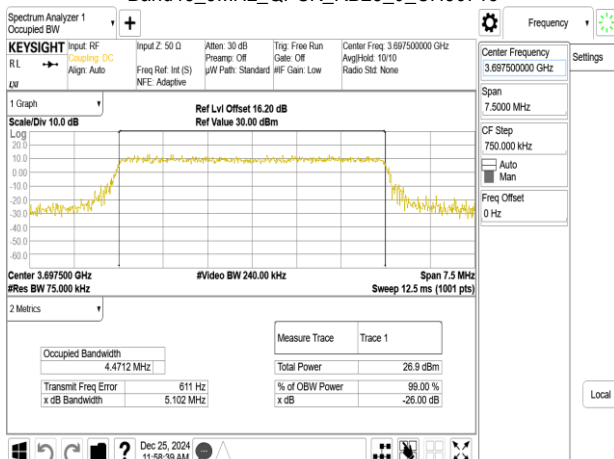 Spectrum Analyzer 1
Occupied BW
Frequency
KEYSIGHT
RL
Input: RF
Coupling: DC
Align: Auto
Input Z: 50 Ω
Freq Ref: Int (S)
NFE: Adaptive
Atten: 30 dB
Preamp: Off
µW Path: Standard
Trig: Free Run
Gate: Off
#IF Gain: Low
Center Freq: 3.697500000 GHz
Avg|Hold: 10/10
Radio Std: None
Center Frequency
3.697500000 GHz
Settings
Span
7.5000 MHz
CF Step
750.000 kHz
Auto
Man
Freq Offset
0 Hz
Local
1 Graph
Scale/Div 10.0 dB
Ref Lvl Offset 16.20 dB
Ref Value 30.00 dBm
Log
20.0
10.0
0.00
-10.0
-20.0
-30.0
-40.0
-50.0
-60.0
Center 3.697500 GHz
#Video BW 240.00 kHz
Span 7.5 MHz
#Res BW 75.000 kHz
Sweep 12.5 ms (1001 pts)
2 Metrics
Measure Trace
Trace 1
Occupied Bandwidth
4.4712 MHz
Total Power
26.9 dBm
Transmit Freq Error
611 Hz
% of OBW Power
99.00 %
x dB Bandwidth
5.102 MHz
x dB
-26.00 dB
Dec 25, 2024
11:58:39 AM